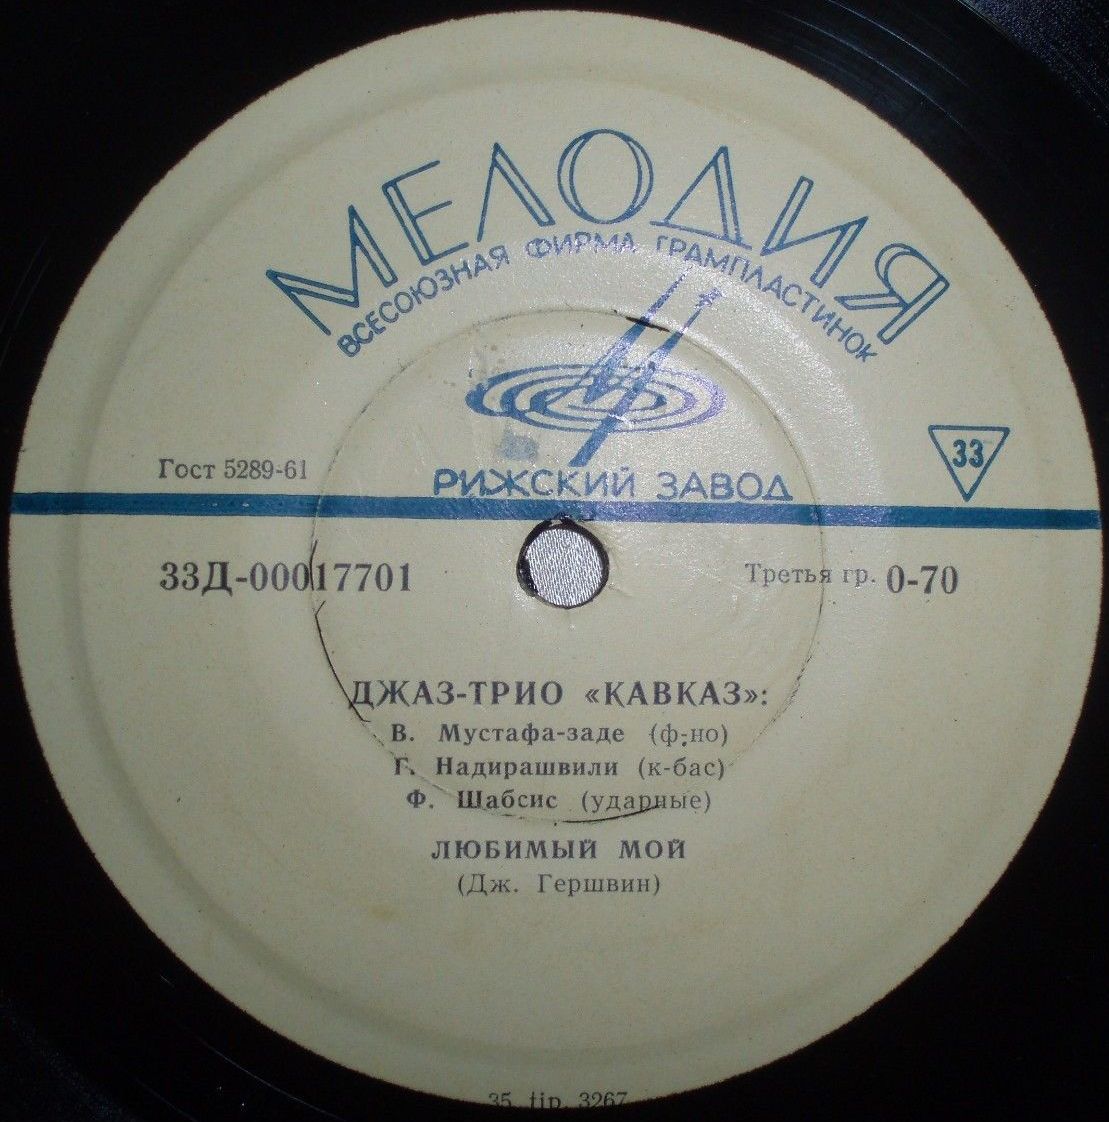 МЕЛОДИЯ
ВСЕСОЮЗНАЯ ФИРМА ГРАМПЛАСТИНОК
33
Гост 5289-61
РИЖСКИЙ ЗАВОД
33Д-00017701
Третья гр. 0-70
ДЖАЗ-ТРИО «КАВКАЗ»:
В. Мустафа-заде (ф-но)
Г. Надирашвили (к-бас)
Ф. Шабсис (ударные)
ЛЮБИМЫЙ МОЙ
(Дж. Гершвин)
35. tip. 3267